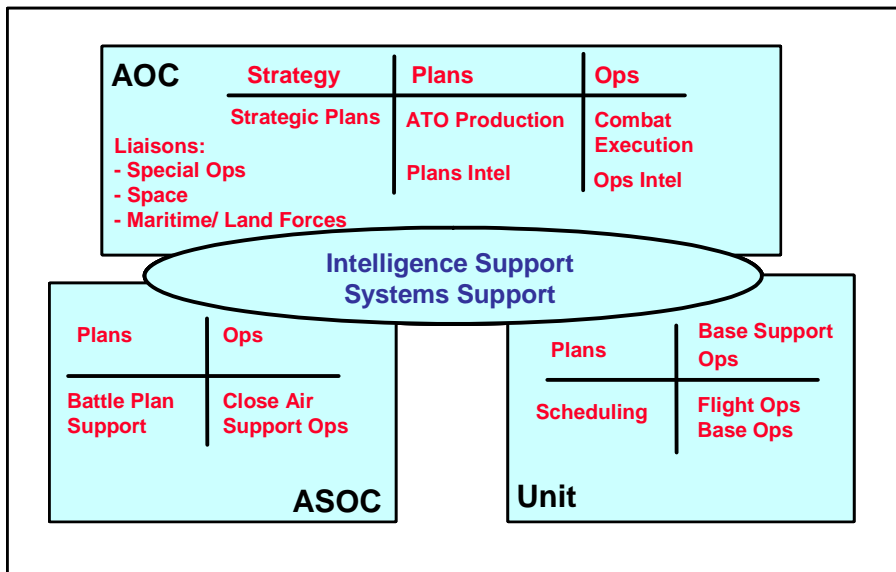 AOC
Strategy
Plans
Ops
Strategic Plans
ATO Production
Combat
Execution
Liaisons:
- Special Ops
- Space
- Maritime/ Land Forces
Plans Intel
Ops Intel
Intelligence Support
Systems Support
Plans
Ops
Battle Plan
Support
Close Air
Support Ops
ASOC
Plans
Base Support
Ops
Scheduling
Flight Ops
Base Ops
Unit